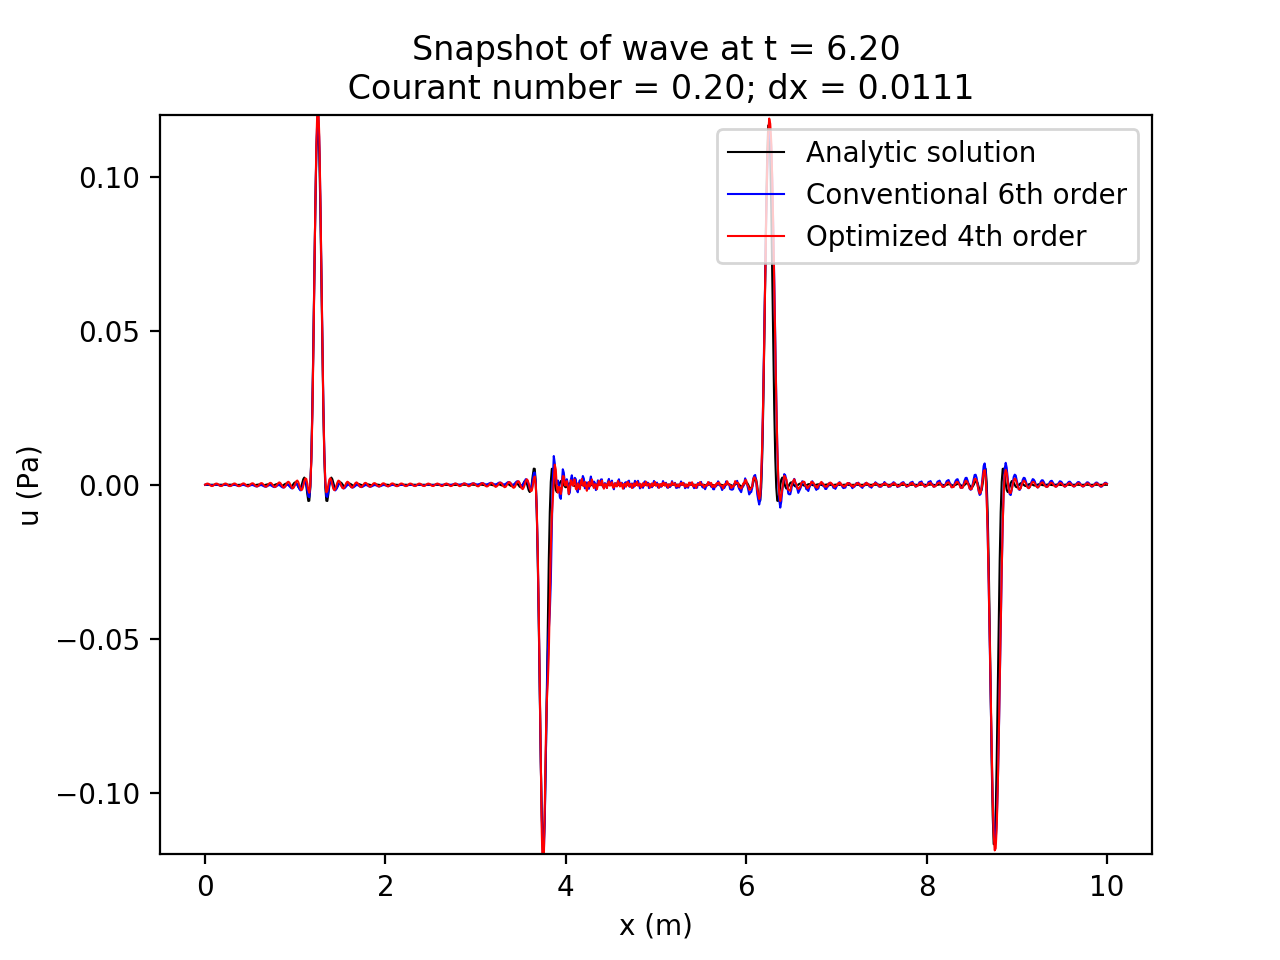 Snapshot of wave at t = 6.20
Courant number = 0.20; dx = 0.0111
Analytic solution
Conventional 6th order
Optimized 4th order
0.10
0.05
0.00
−0.05
−0.10
u (Pa)
0 2 4 6 8 10
x (m)